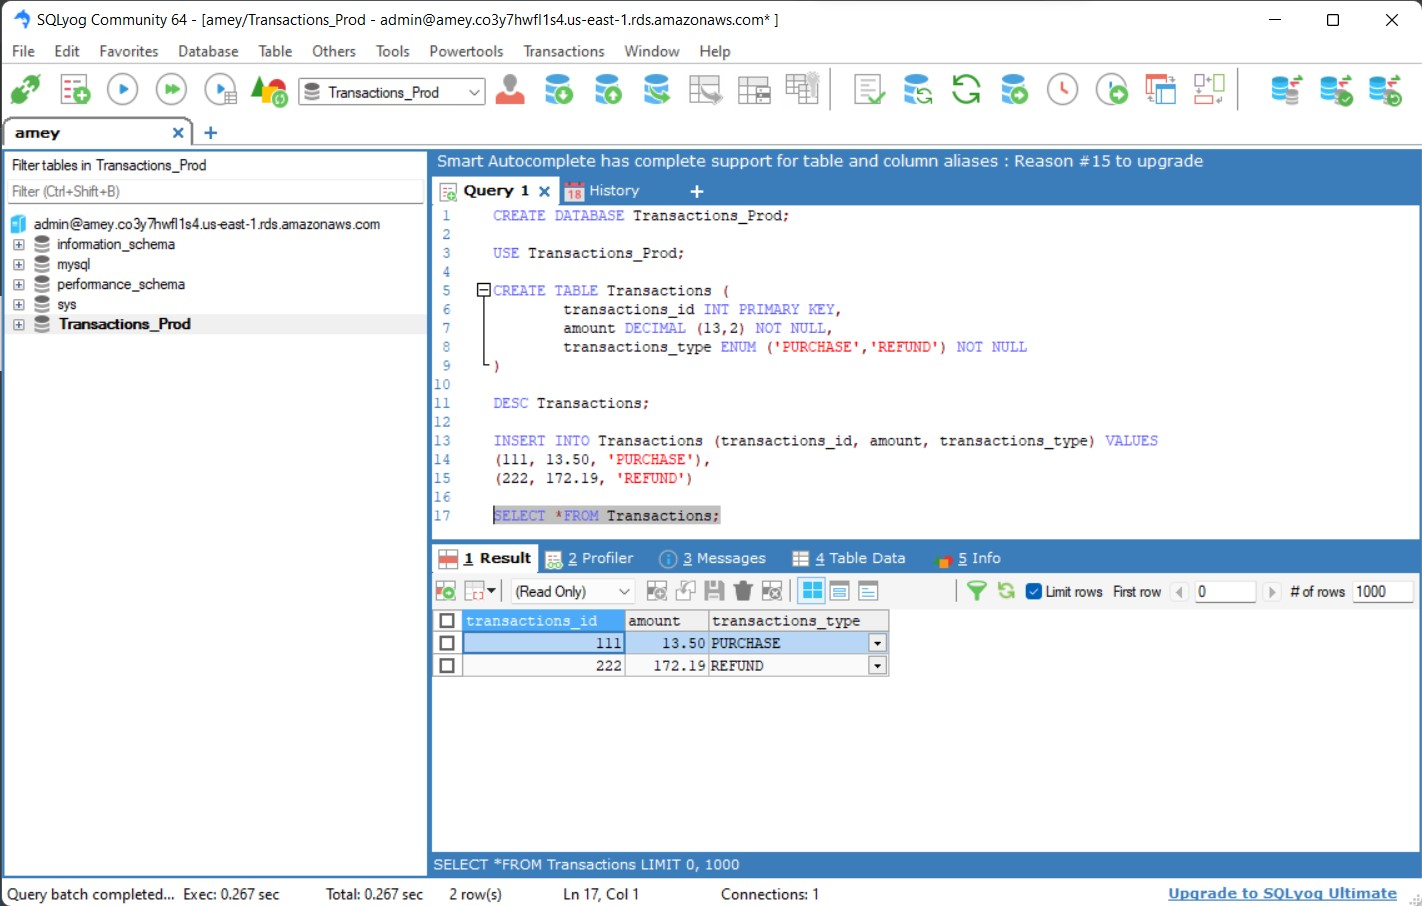 SQLyog Community 64 - [amey/Transactions_Prod - admin@amey.co3y7hwfl1s4.us-east-1.rds.amazonaws.com* ]
File Edit Favorites Database Table Others Tools Powertools Transactions Window Help
Transactions_Prod
amey
Filter tables in Transactions_Prod
Filter (Ctrl+Shift+B)
admin@amey.co3y7hwfl1s4.us-east-1.rds.amazonaws.com
information_schema
mysql
performance_schema
sys
Transactions_Prod
Smart Autocomplete has complete support for table and column aliases : Reason #15 to upgrade
Query 1 18 History
1 CREATE DATABASE Transactions_Prod;
2
3 USE Transactions_Prod;
4
5 CREATE TABLE Transactions (
6 transactions_id INT PRIMARY KEY,
7 amount DECIMAL (13,2) NOT NULL,
8 transactions_type ENUM ('PURCHASE','REFUND') NOT NULL
9 )
10
11 DESC Transactions;
12
13 INSERT INTO Transactions (transactions_id, amount, transactions_type) VALUES
14 (111, 13.50, 'PURCHASE'),
15 (222, 172.19, 'REFUND')
16
17 SELECT *FROM Transactions;
1 Result 2 Profiler 3 Messages 4 Table Data 5 Info
(Read Only) Limit rows First row 0 # of rows 1000
transactions_id amount transactions_type
111 13.50 PURCHASE
222 172.19 REFUND
SELECT *FROM Transactions LIMIT 0, 1000
Query batch completed... Exec: 0.267 sec Total: 0.267 sec 2 row(s) Ln 17, Col 1 Connections: 1 Upgrade to SQLyog Ultimate